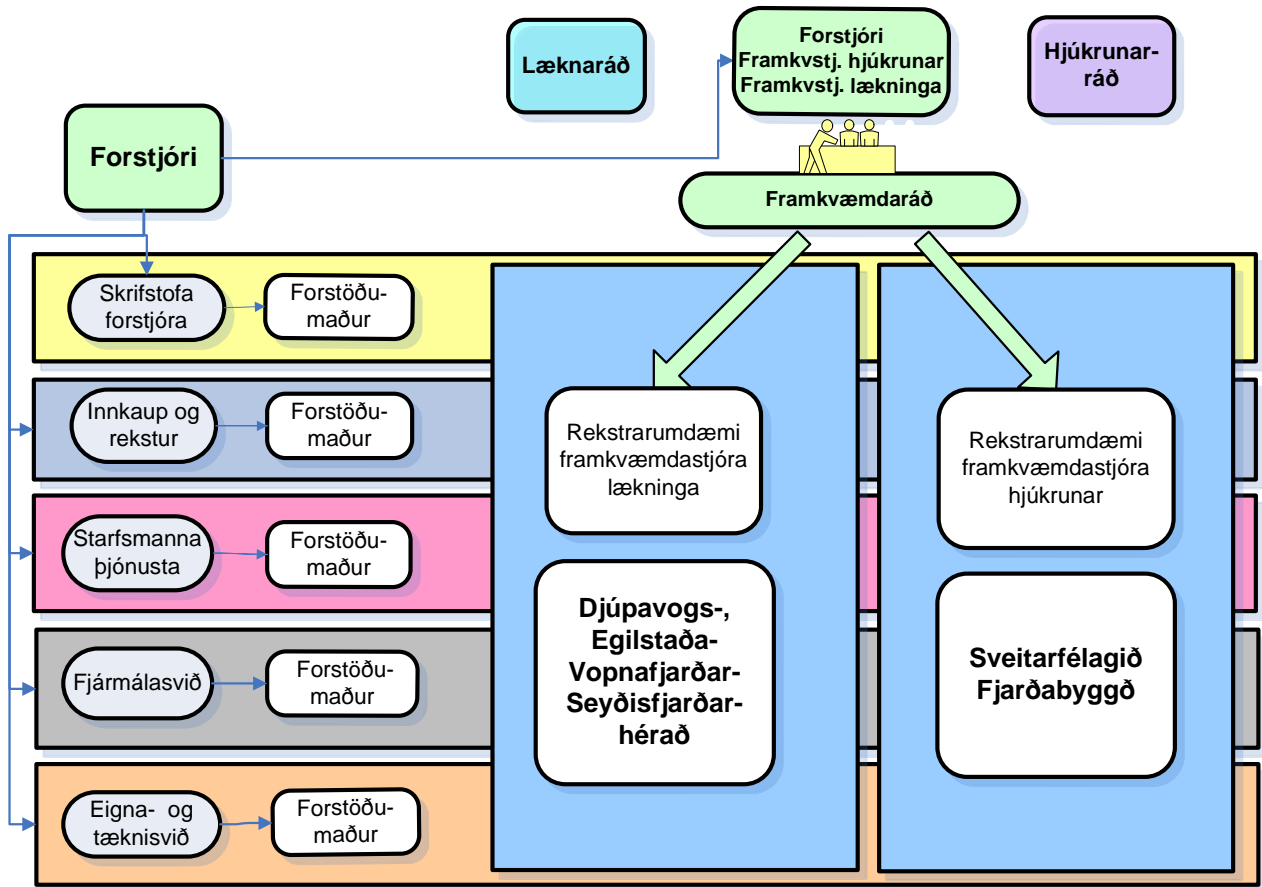 Læknaráð
Forstjóri
Framkvstj. hjúkrunar
Framkvstj. lækninga
Hjúkrunar-
ráð
Forstjóri
Framkvæmdaráð
Skrifstofa
forstjóra
Forstöðu-
maður
Innkaup og
rekstur
Forstöðu-
maður
Starfsmanna
þjónusta
Forstöðu-
maður
Fjármálasvið
Forstöðu-
maður
Eigna- og
tæknisvið
Forstöðu-
maður
Rekstrarumdæmi
framkvæmdastjóra
lækninga
Djúpavogs-,
Egilstaða-
Vopnafjarðar-
Seyðisfjarðar-
hérað
Rekstrarumdæmi
framkvæmdastjóra
hjúkrunar
Sveitarfélagið
Fjarðabyggð